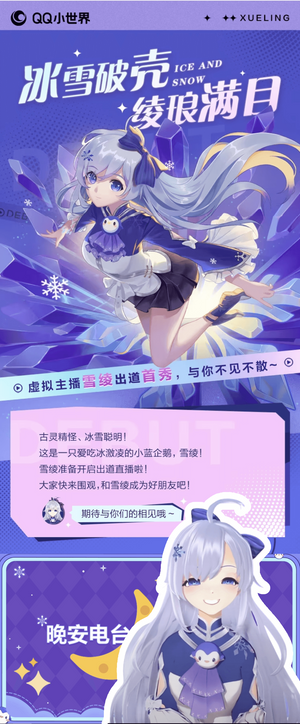 QQ小世界
XUELING
冰雪破壳
ICE AND
SNOW
绫琅满目
虚拟主播雪绫出道首秀，与你不见不散~
DEBUT
古灵精怪、冰雪聪明！
这是一只爱吃冰激凌的小蓝企鹅，雪绫！
雪绫准备开启出道直播啦！
大家快来围观,和雪绫成为好朋友吧！
期待与你们的相见哦~
晚安电台